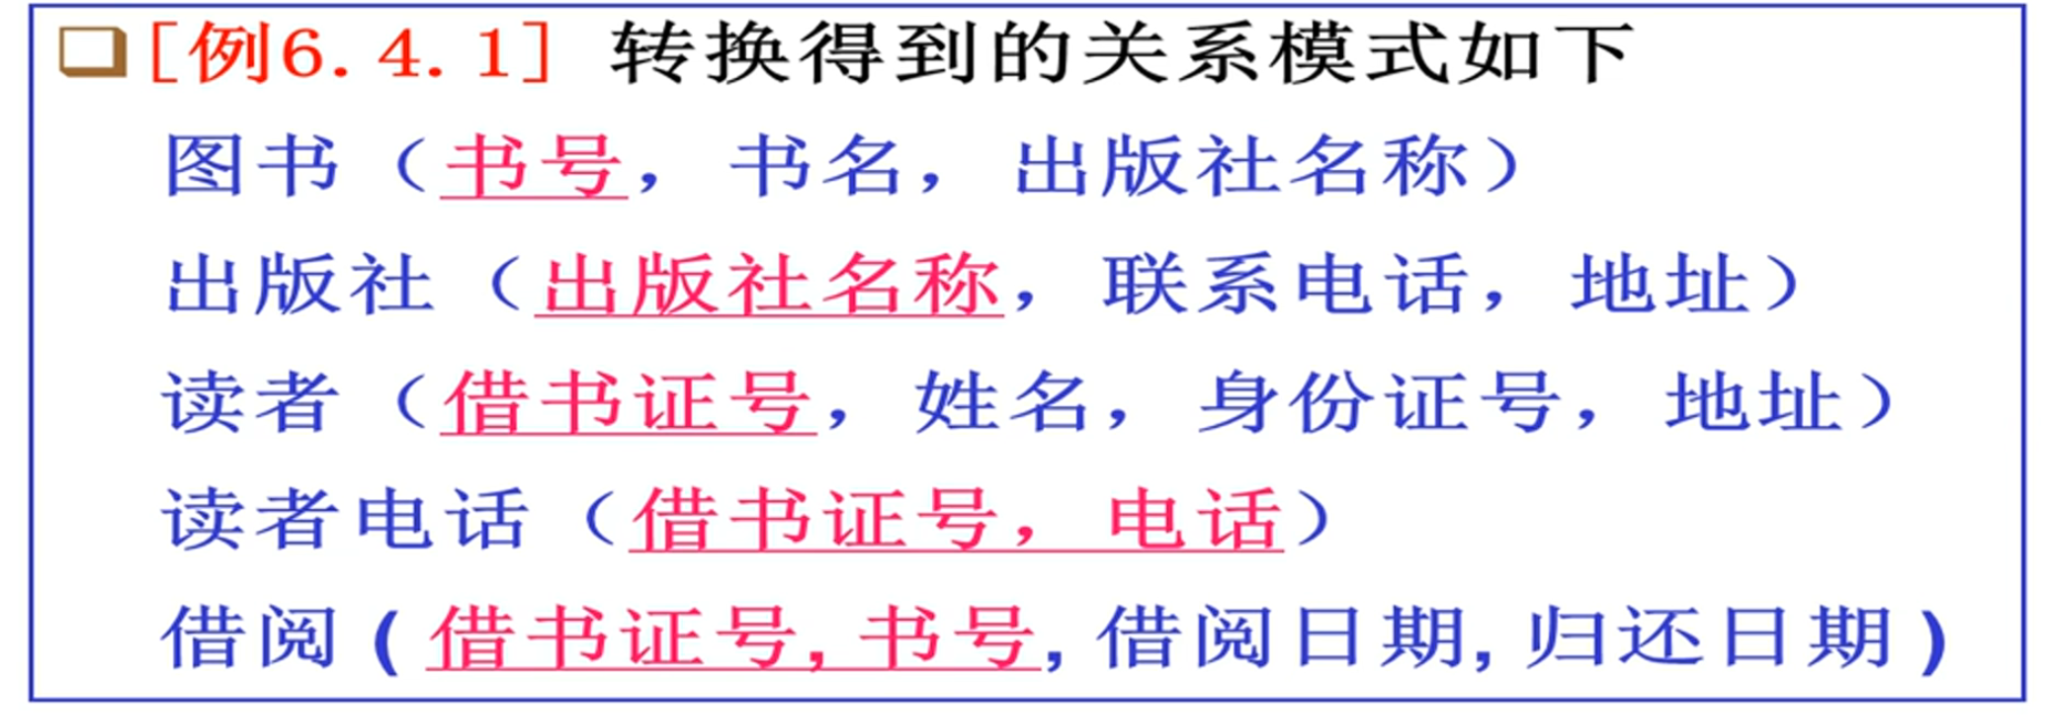 [例6.4.1] 转换得到的关系模式如下
图书（书号，书名，出版社名称）
出版社（出版社名称，联系电话，地址）
读者（借书证号，姓名，身份证号，地址）
读者电话（借书证号，电话）
借阅(借书证号,书号,借阅日期,归还日期)